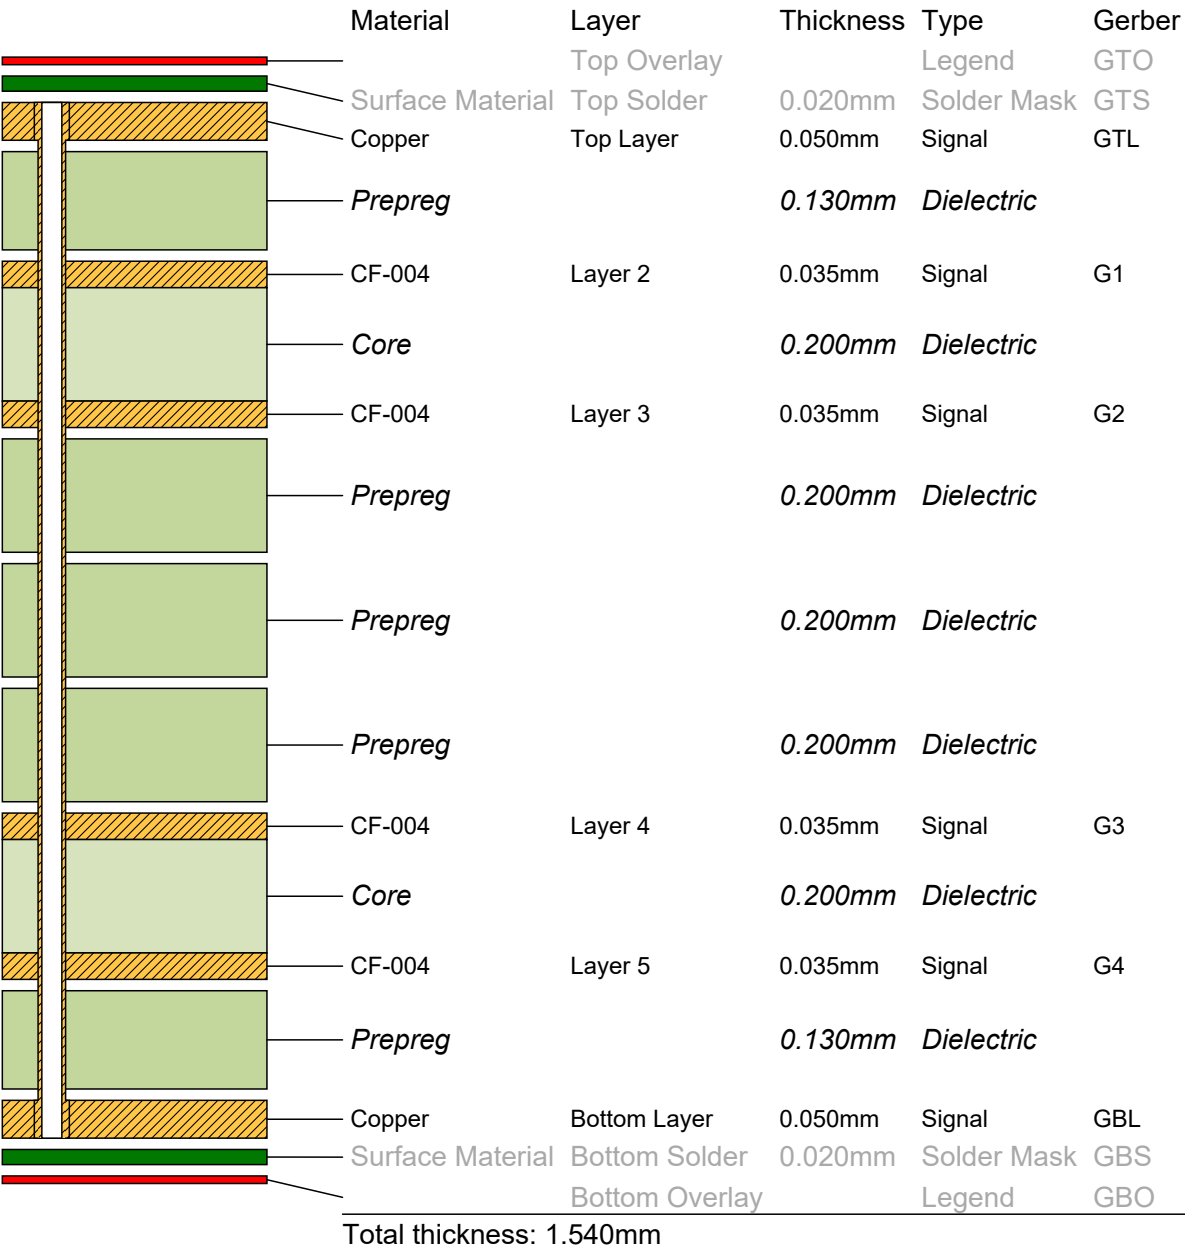 Material Layer Thickness Type Gerber
Top Overlay Legend GTO
Surface Material Top Solder 0.020mm Solder Mask GTS
Copper Top Layer 0.050mm Signal GTL
Prepreg 0.130mm Dielectric
CF-004 Layer 2 0.035mm Signal G1
Core 0.200mm Dielectric
CF-004 Layer 3 0.035mm Signal G2
Prepreg 0.200mm Dielectric
Prepreg 0.200mm Dielectric
Prepreg 0.200mm Dielectric
CF-004 Layer 4 0.035mm Signal G3
Core 0.200mm Dielectric
CF-004 Layer 5 0.035mm Signal G4
Prepreg 0.130mm Dielectric
Copper Bottom Layer 0.050mm Signal GBL
Surface Material Bottom Solder 0.020mm Solder Mask GBS
Bottom Overlay Legend GBO
Total thickness: 1.540mm